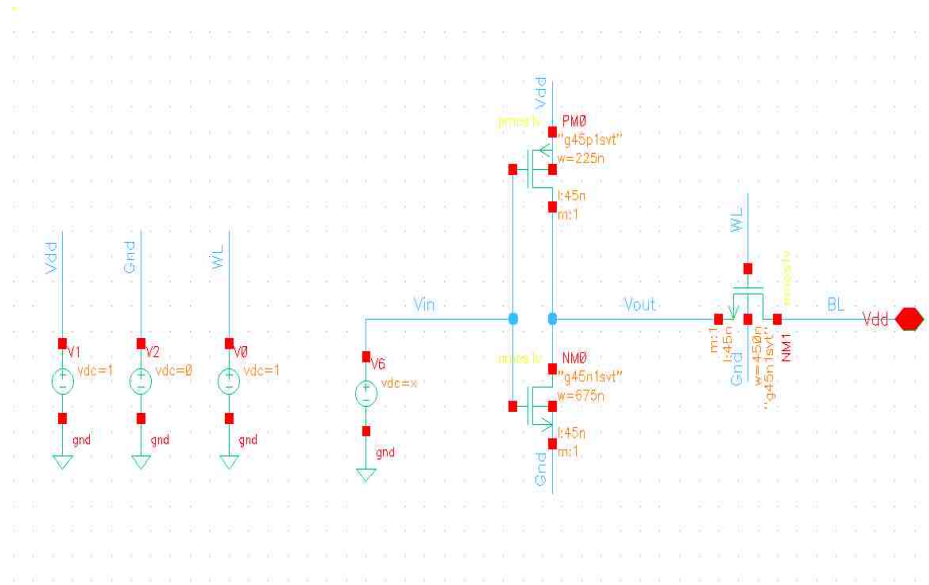 Vdd
pmos1v
PM0
"g45p1svt"
w=225n
l:45n
m:1
Vdd
Gnd
WL
WL
nmos1v
Vin
Vout
BL
Vdd
m:1
l:45n
Gnd
w=450n
"g45n1svt"
NM1
V1
vdc=1
V2
vdc=0
V0
vdc=1
V6
vdc=x
nmos1v
NM0
"g45n1svt"
w=675n
l:45n
m:1
Gnd
gnd
gnd
gnd
gnd